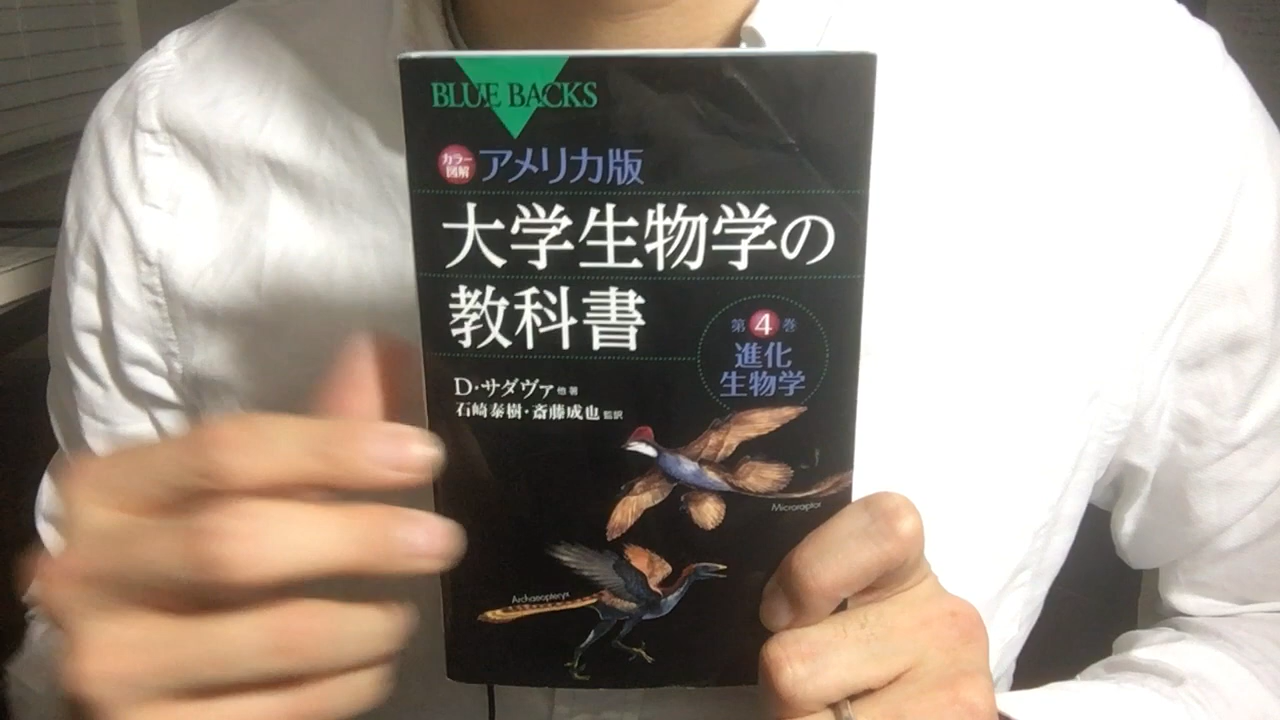 BLUE BACKS
カラー図解 アメリカ版
大学生物学の
教科書
第4巻
進化
生物学
D・サダヴァ 他著
石崎泰樹・斎藤成也 監訳
Microraptor
Archaeopteryx